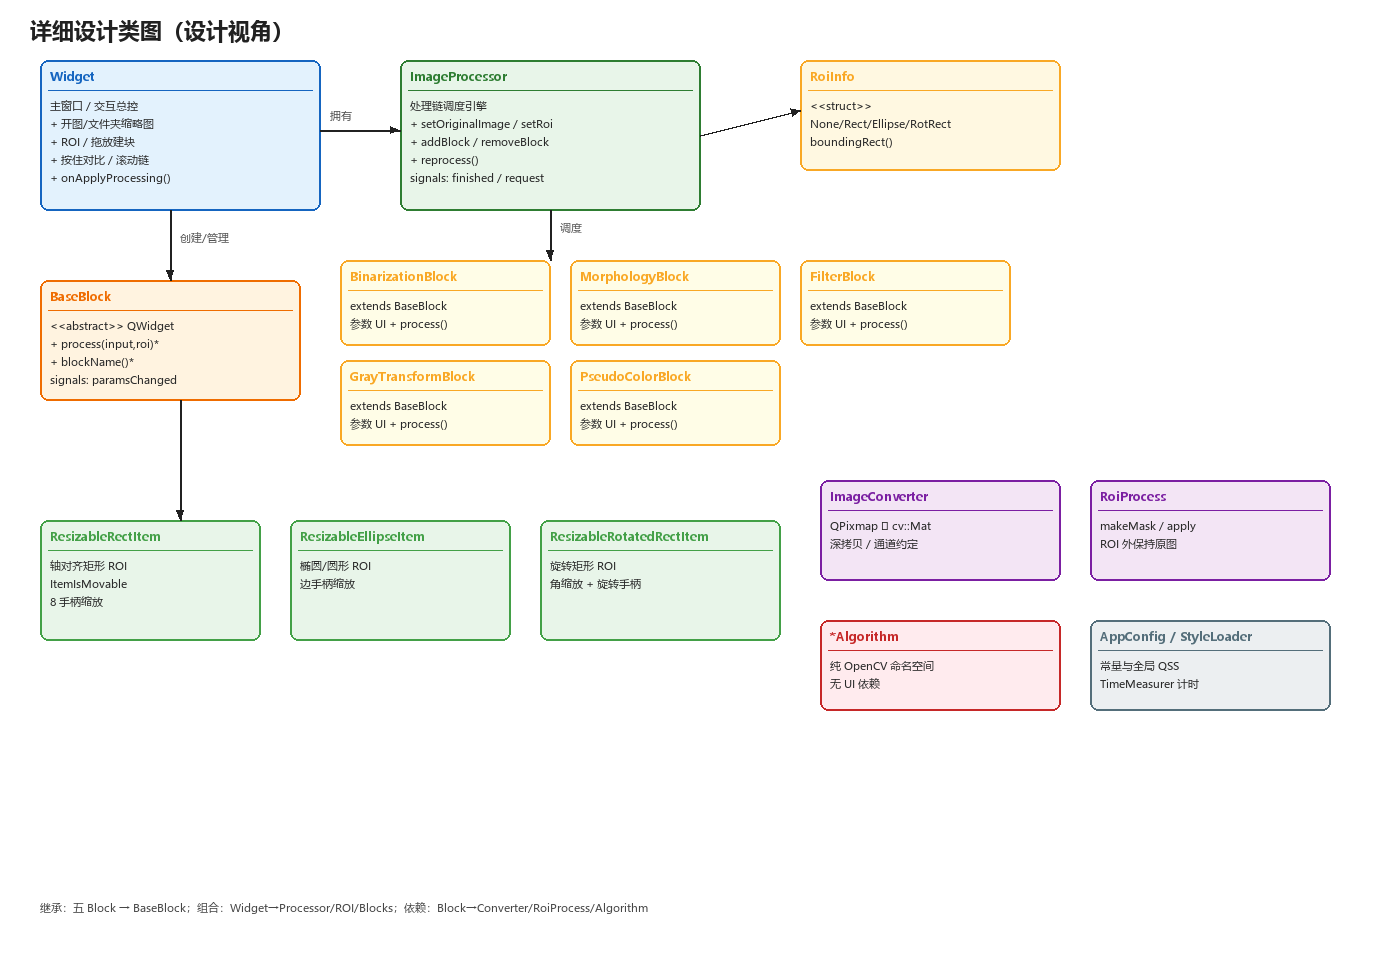 详细设计类图（设计视角）
Widget
主窗口 / 交互总控
+ 开图/文件夹缩略图
+ ROI / 拖放建块
+ 按住对比 / 滚动链
+ onApplyProcessing()
拥有
ImageProcessor
处理链调度引擎
+ setOriginalImage / setRoi
+ addBlock / removeBlock
+ reprocess()
signals: finished / request
RoiInfo
<<struct>>
None/Rect/Ellipse/RotRect
boundingRect()
创建/管理
调度
BaseBlock
<<abstract>> QWidget
+ process(input,roi)*
+ blockName()*
signals: paramsChanged
BinarizationBlock
extends BaseBlock
参数 UI + process()
MorphologyBlock
extends BaseBlock
参数 UI + process()
FilterBlock
extends BaseBlock
参数 UI + process()
GrayTransformBlock
extends BaseBlock
参数 UI + process()
PseudoColorBlock
extends BaseBlock
参数 UI + process()
ResizableRectItem
轴对齐矩形 ROI
ItemIsMovable
8 手柄缩放
ResizableEllipseItem
椭圆/圆形 ROI
边手柄缩放
ResizableRotatedRectItem
旋转矩形 ROI
角缩放 + 旋转手柄
ImageConverter
QPixmap □ cv::Mat
深拷贝 / 通道约定
RoiProcess
makeMask / apply
ROI 外保持原图
*Algorithm
纯 OpenCV 命名空间
无 UI 依赖
AppConfig / StyleLoader
常量与全局 QSS
TimeMeasurer 计时
继承：五 Block → BaseBlock；组合：Widget→Processor/ROI/Blocks；依赖：Block→Converter/RoiProcess/Algorithm